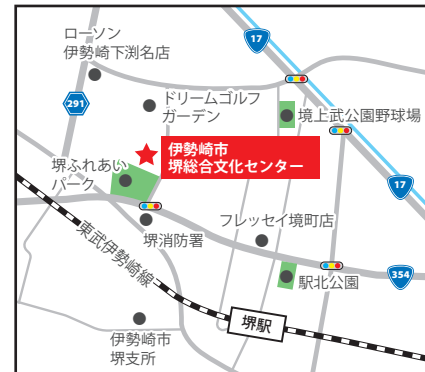 ローソン
伊勢崎下渕名店
17
291
ドリームゴルフ
ガーデン
境上武公園野球場
伊勢崎市
堺総合文化センター
堺ふれあい
パーク
17
東武伊勢崎線
堺消防署
フレッセイ境町店
354
駅北公園
堺駅
伊勢崎市
堺支所